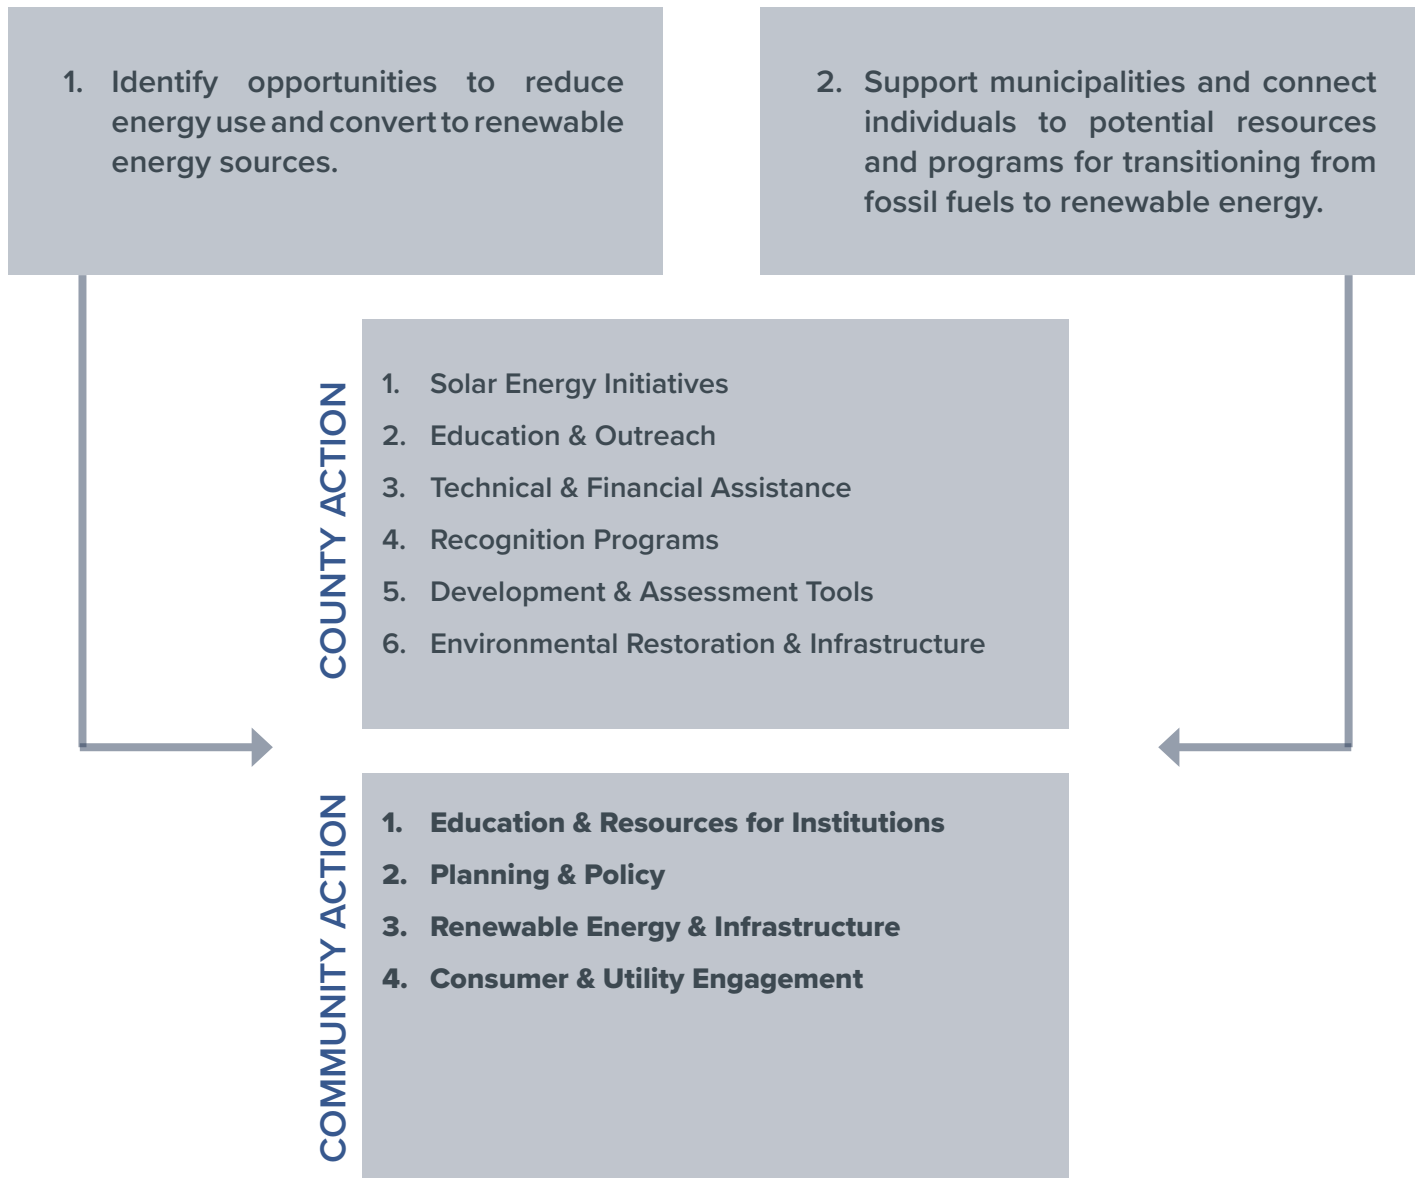 1. Identify opportunities to reduce
energy use and convert to renewable
energy sources.
2. Support municipalities and connect
individuals to potential resources
and programs for transitioning from
fossil fuels to renewable energy.
COUNTY ACTION
1. Solar Energy Initiatives
2. Education & Outreach
3. Technical & Financial Assistance
4. Recognition Programs
5. Development & Assessment Tools
6. Environmental Restoration & Infrastructure
COMMUNITY ACTION
1. Education & Resources for Institutions
2. Planning & Policy
3. Renewable Energy & Infrastructure
4. Consumer & Utility Engagement